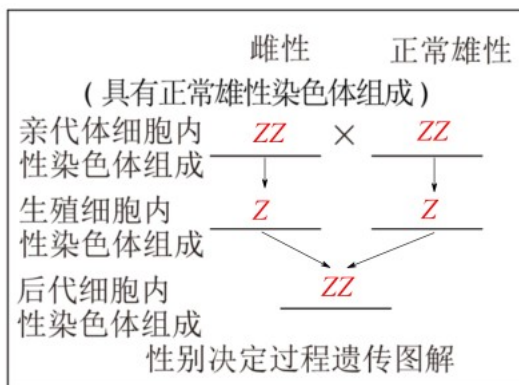 雌性 正常雄性
(具有正常雄性染色体组成)
亲代体细胞内 ZZ × ZZ
性染色体组成
生殖细胞内 Z Z
性染色体组成
后代细胞内 ZZ
性染色体组成
性别决定过程遗传图解